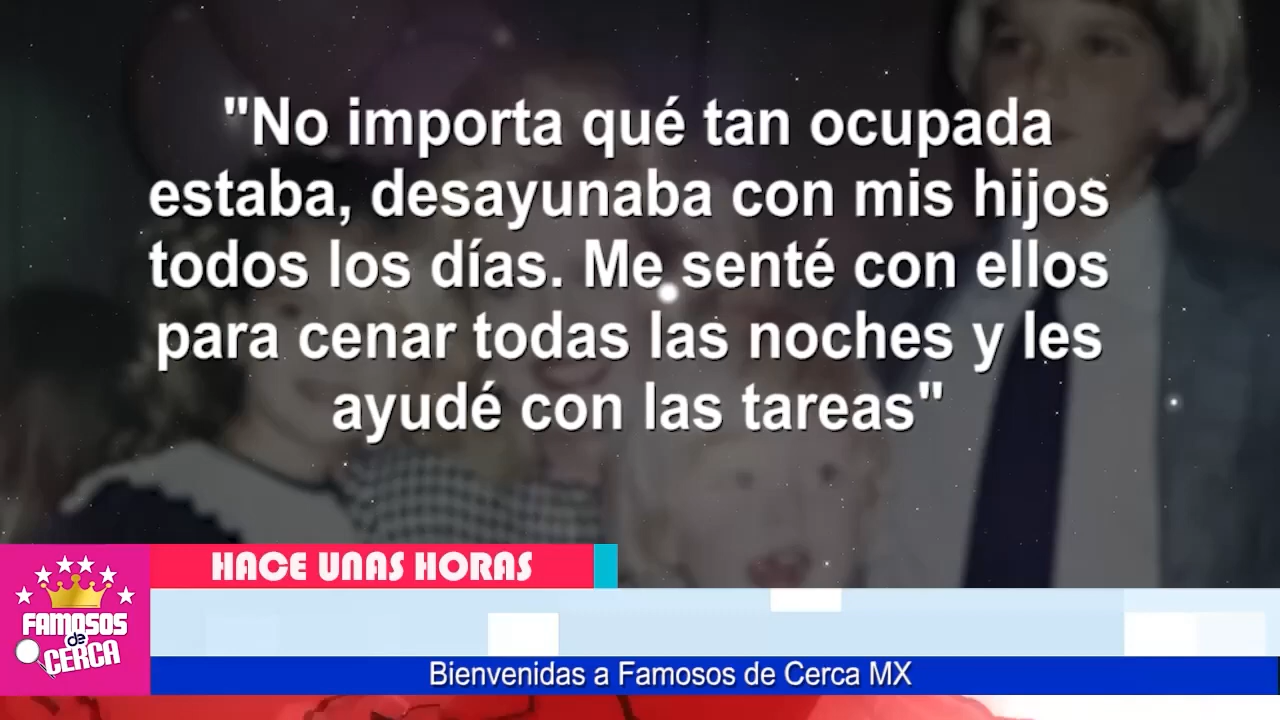 "No importa qué tan ocupada
estaba, desayunaba con mis hijos
todos los días. Me senté con ellos
para cenar todas las noches y les
ayudé con las tareas"
HACE UNAS HORAS
FAMOSOS
de
CERCA
Bienvenidas a Famosos de Cerca MX